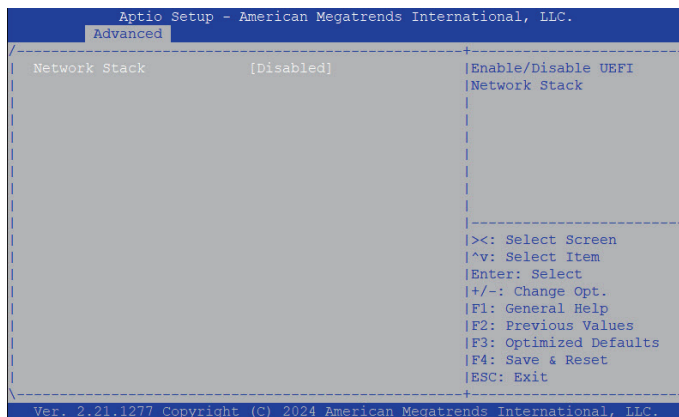 Aptio Setup - American Megatrends International, LLC.
Advanced
Network Stack [Disabled]
Enable/Disable UEFI
Network Stack
><: Select Screen
^v: Select Item
Enter: Select
+/-: Change Opt.
F1: General Help
F2: Previous Values
F3: Optimized Defaults
F4: Save & Reset
ESC: Exit
Ver. 2.21.1277 Copyright (C) 2024 American Megatrends International, LLC.